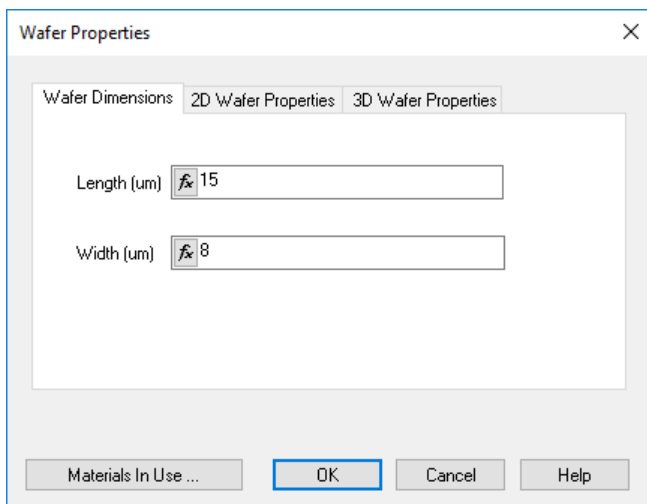 Wafer Properties
Wafer Dimensions 2D Wafer Properties 3D Wafer Properties
Length (um) fx 15
Width (um) fx 8
Materials In Use ... OK Cancel Help